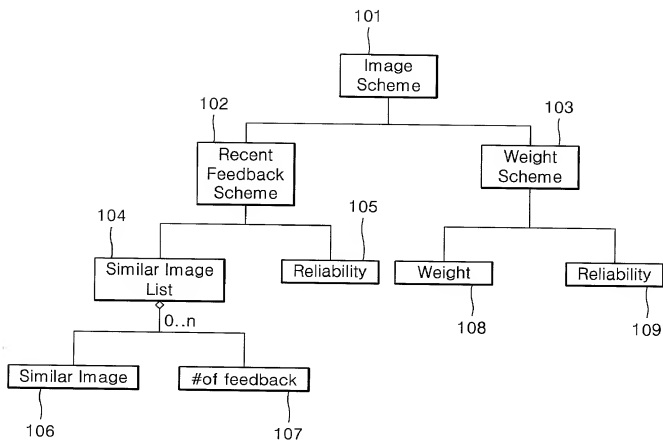 101
Image
Scheme
102
103
Recent
Feedback
Scheme
Weight
Scheme
104
105
Similar Image
List
Reliability
Weight
Reliability
108
109
0..n
Similar Image
#of feedback
106
107